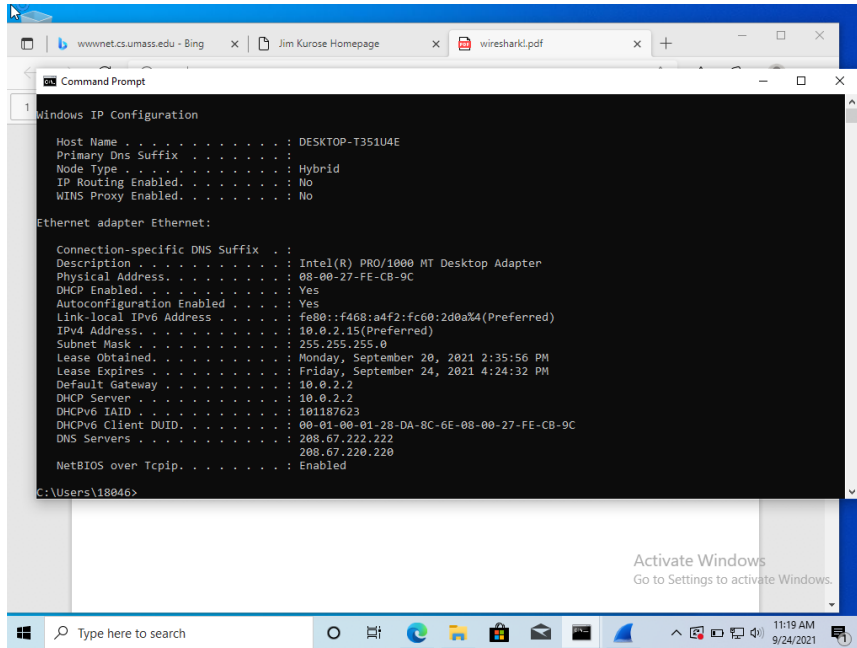 wwwnet.cs.umass.edu - Bing
Jim Kurose Homepage
wireshark1.pdf
Command Prompt
1
Windows IP Configuration
Host Name . . . . . . . . . . . . : DESKTOP-T351U4E
Primary Dns Suffix  . . . . . . . :
Node Type . . . . . . . . . . . . : Hybrid
IP Routing Enabled. . . . . . . . : No
WINS Proxy Enabled. . . . . . . . : No
Ethernet adapter Ethernet:
Connection-specific DNS Suffix  . :
Description . . . . . . . . . . . : Intel(R) PRO/1000 MT Desktop Adapter
Physical Address. . . . . . . . . : 08-00-27-FE-CB-9C
DHCP Enabled. . . . . . . . . . . : Yes
Autoconfiguration Enabled . . . . : Yes
Link-local IPv6 Address . . . . . : fe80::f468:a4f2:fc60:2d0a%4(Preferred)
IPv4 Address. . . . . . . . . . . : 10.0.2.15(Preferred)
Subnet Mask . . . . . . . . . . . : 255.255.255.0
Lease Obtained. . . . . . . . . . : Monday, September 20, 2021 2:35:56 PM
Lease Expires . . . . . . . . . . : Friday, September 24, 2021 4:24:32 PM
Default Gateway . . . . . . . . . : 10.0.2.2
DHCP Server . . . . . . . . . . . : 10.0.2.2
DHCPv6 IAID . . . . . . . . . . . : 101187623
DHCPv6 Client DUID. . . . . . . . : 00-01-00-01-28-DA-8C-6E-08-00-27-FE-CB-9C
DNS Servers . . . . . . . . . . . : 208.67.222.222
208.67.220.220
NetBIOS over Tcpip. . . . . . . . : Enabled
C:\Users\18046>
Activate Windows
Go to Settings to activate Windows.
Type here to search
11:19 AM
9/24/2021
1